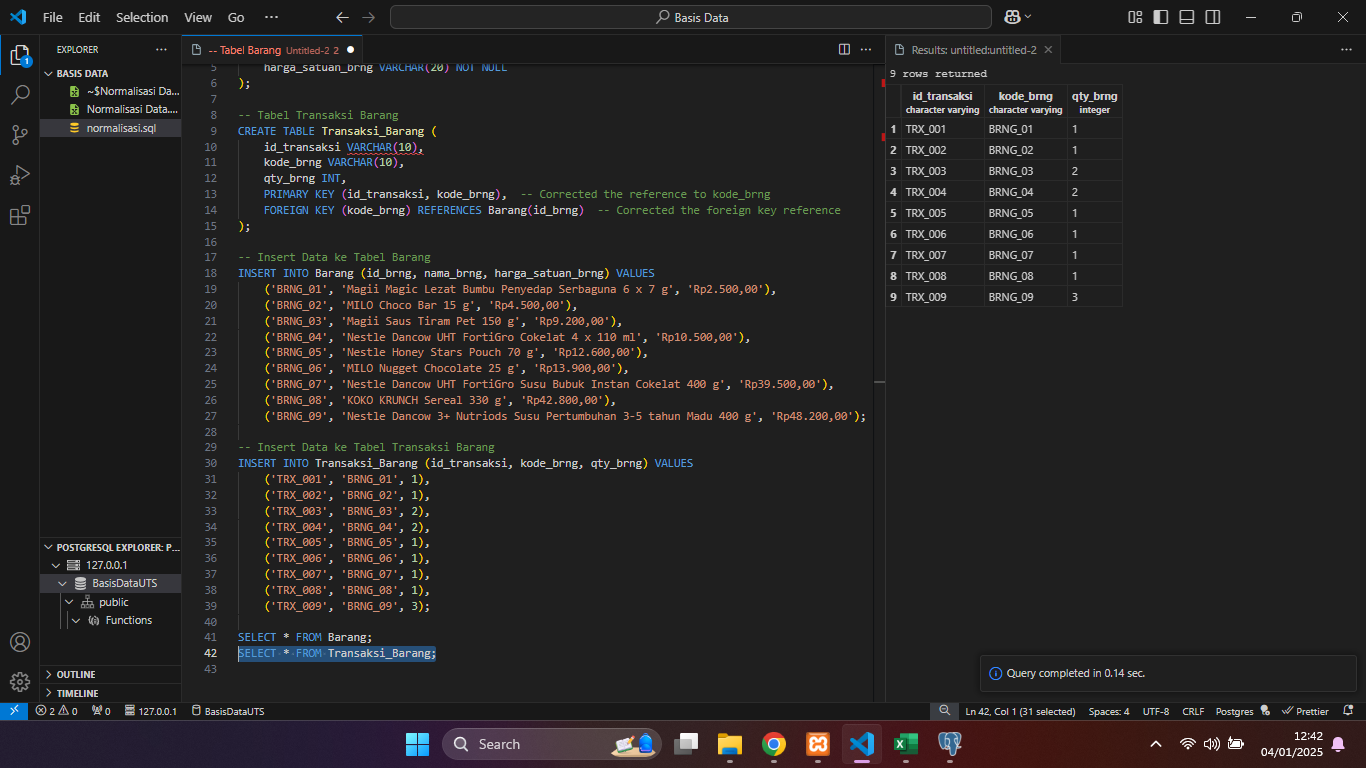 File Edit Selection View Go ··· Basis Data
EXPLORER ···
BASIS DATA
~$Normalisasi Da...
Normalisasi Data....
normalisasi.sql
POSTGRESQL EXPLORER: P...
127.0.0.1
BasisDataUTS
public
Functions
OUTLINE
TIMELINE
-- Tabel Barang Untitled-2 2
5 harga_satuan_brng VARCHAR(20) NOT NULL
6 );
7
8 -- Tabel Transaksi Barang
9 CREATE TABLE Transaksi_Barang (
10 id_transaksi VARCHAR(10),
11 kode_brng VARCHAR(10),
12 qty_brng INT,
13 PRIMARY KEY (id_transaksi, kode_brng), -- Corrected the reference to kode_brng
14 FOREIGN KEY (kode_brng) REFERENCES Barang(id_brng) -- Corrected the foreign key reference
15 );
16
17 -- Insert Data ke Tabel Barang
18 INSERT INTO Barang (id_brng, nama_brng, harga_satuan_brng) VALUES
19 ('BRNG_01', 'Magii Magic Lezat Bumbu Penyedap Serbaguna 6 x 7 g', 'Rp2.500,00'),
20 ('BRNG_02', 'MILO Choco Bar 15 g', 'Rp4.500,00'),
21 ('BRNG_03', 'Magii Saus Tiram Pet 150 g', 'Rp9.200,00'),
22 ('BRNG_04', 'Nestle Dancow UHT FortiGro Cokelat 4 x 110 ml', 'Rp10.500,00'),
23 ('BRNG_05', 'Nestle Honey Stars Pouch 70 g', 'Rp12.600,00'),
24 ('BRNG_06', 'MILO Nugget Chocolate 25 g', 'Rp13.900,00'),
25 ('BRNG_07', 'Nestle Dancow UHT FortiGro Susu Bubuk Instan Cokelat 400 g', 'Rp39.500,00'),
26 ('BRNG_08', 'KOKO KRUNCH Sereal 330 g', 'Rp42.800,00'),
27 ('BRNG_09', 'Nestle Dancow 3+ Nutriods Susu Pertumbuhan 3-5 tahun Madu 400 g', 'Rp48.200,00');
28
29 -- Insert Data ke Tabel Transaksi Barang
30 INSERT INTO Transaksi_Barang (id_transaksi, kode_brng, qty_brng) VALUES
31 ('TRX_001', 'BRNG_01', 1),
32 ('TRX_002', 'BRNG_02', 1),
33 ('TRX_003', 'BRNG_03', 2),
34 ('TRX_004', 'BRNG_04', 2),
35 ('TRX_005', 'BRNG_05', 1),
36 ('TRX_006', 'BRNG_06', 1),
37 ('TRX_007', 'BRNG_07', 1),
38 ('TRX_008', 'BRNG_08', 1),
39 ('TRX_009', 'BRNG_09', 3);
40
41 SELECT * FROM Barang;
42 SELECT * FROM Transaksi_Barang;
43
Results: untitled:untitled-2 ···
9 rows returned
id_transaksi kode_brng qty_brng
character varying character varying integer
1 TRX_001 BRNG_01 1
2 TRX_002 BRNG_02 1
3 TRX_003 BRNG_03 2
4 TRX_004 BRNG_04 2
5 TRX_005 BRNG_05 1
6 TRX_006 BRNG_06 1
7 TRX_007 BRNG_07 1
8 TRX_008 BRNG_08 1
9 TRX_009 BRNG_09 3
Query completed in 0.14 sec.
2 0 0 127.0.0.1 BasisDataUTS Ln 42, Col 1 (31 selected) Spaces: 4 UTF-8 CRLF Postgres Prettier
Search
12:42
04/01/2025